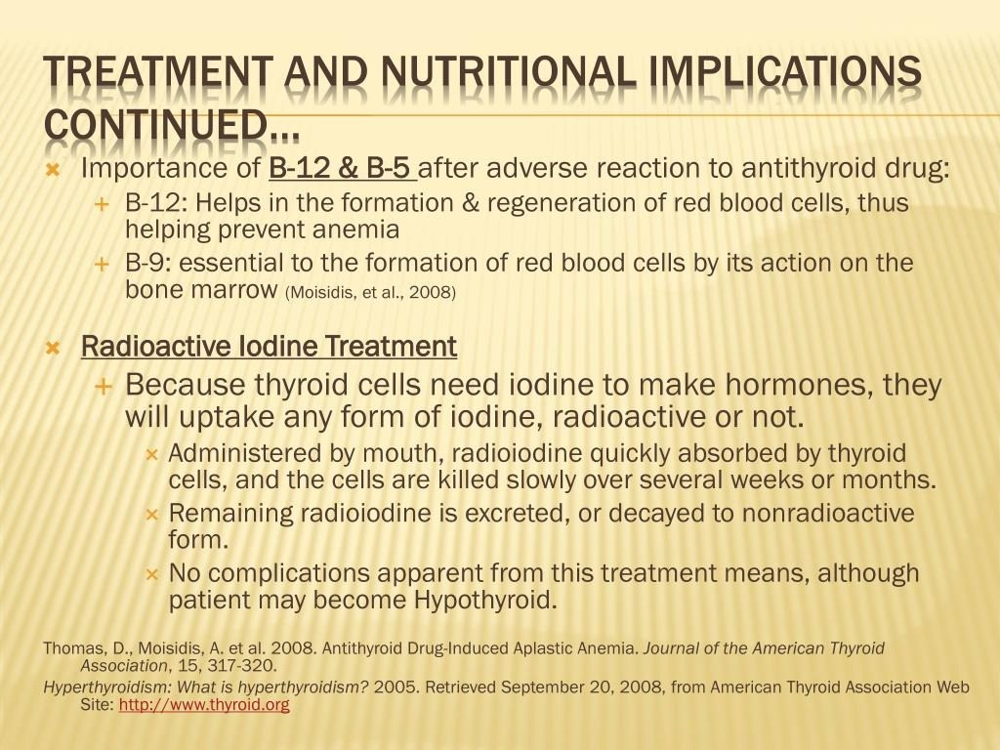 TREATMENT AND NUTRITIONAL IMPLICATIONS
CONTINUED…
Importance of B-12 & B-5 after adverse reaction to antithyroid drug:
B-12: Helps in the formation & regeneration of red blood cells, thus
helping prevent anemia
B-9: essential to the formation of red blood cells by its action on the
bone marrow (Moisidis, et al., 2008)
Radioactive Iodine Treatment
Because thyroid cells need iodine to make hormones, they
will uptake any form of iodine, radioactive or not.
Administered by mouth, radioiodine quickly absorbed by thyroid
cells, and the cells are killed slowly over several weeks or months.
Remaining radioiodine is excreted, or decayed to nonradioactive
form.
No complications apparent from this treatment means, although
patient may become Hypothyroid.
Thomas, D., Moisidis, A. et al. 2008. Antithyroid Drug-Induced Aplastic Anemia. Journal of the American Thyroid
Association, 15, 317-320.
Hyperthyroidism: What is hyperthyroidism? 2005. Retrieved September 20, 2008, from American Thyroid Association Web
Site: http://www.thyroid.org